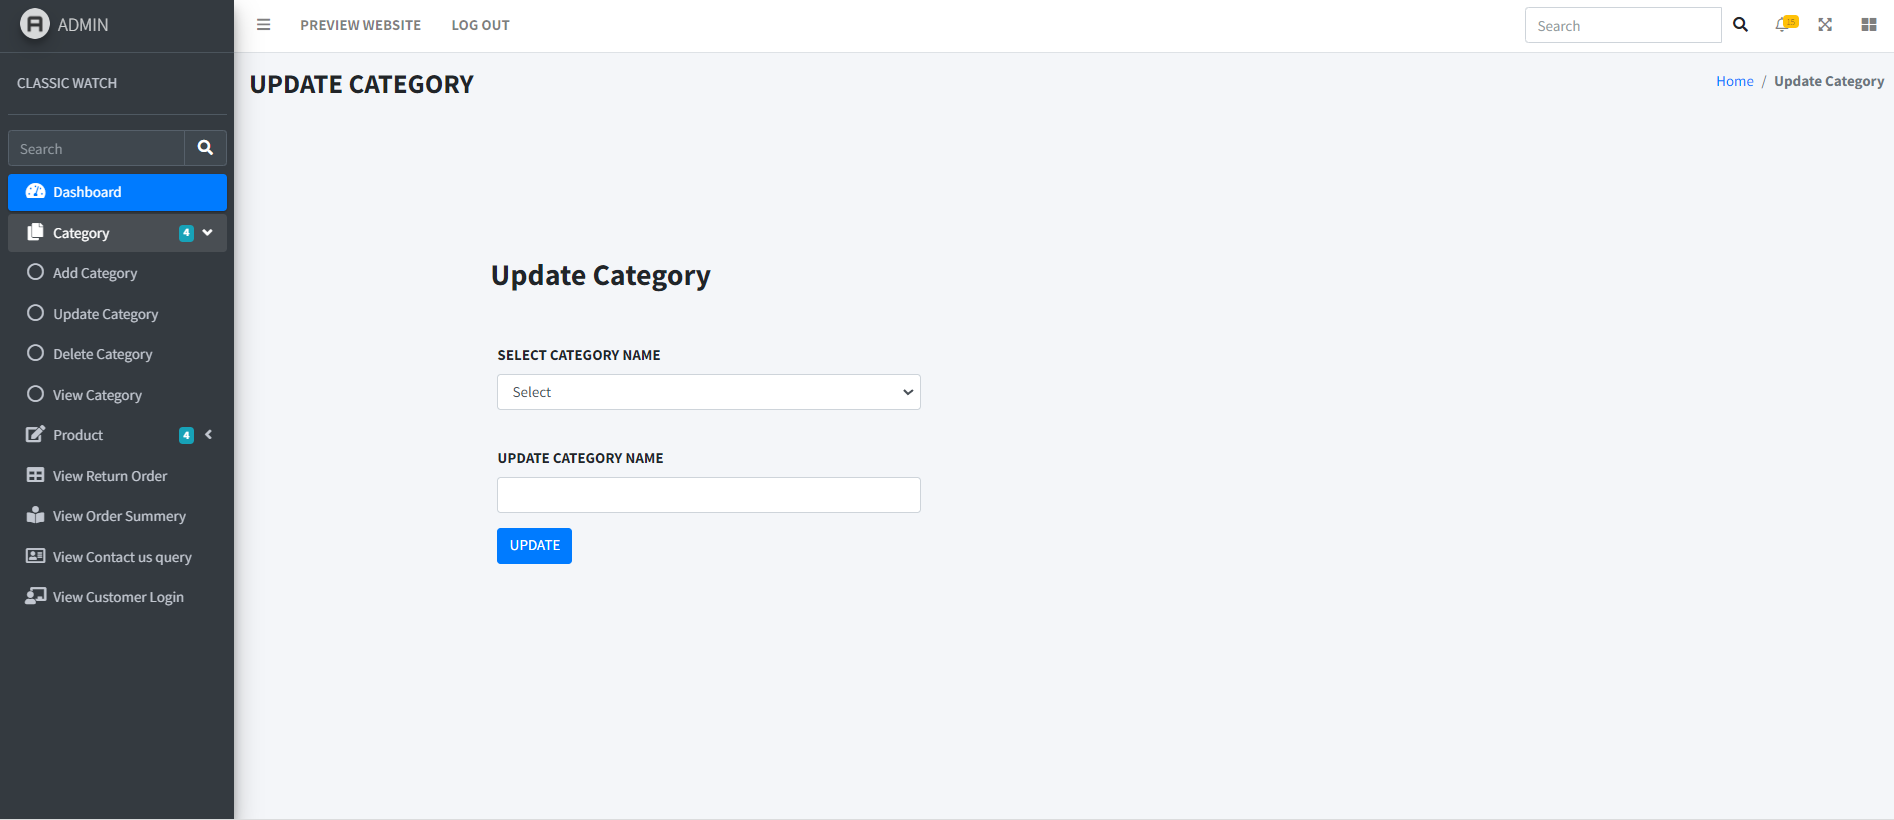 ADMIN
PREVIEW WEBSITE
LOG OUT
Search
15
CLASSIC WATCH
Search
Dashboard
Category 4
Add Category
Update Category
Delete Category
View Category
Product 4
View Return Order
View Order Summery
View Contact us query
View Customer Login
UPDATE CATEGORY
Home / Update Category
Update Category
SELECT CATEGORY NAME
Select
UPDATE CATEGORY NAME
UPDATE